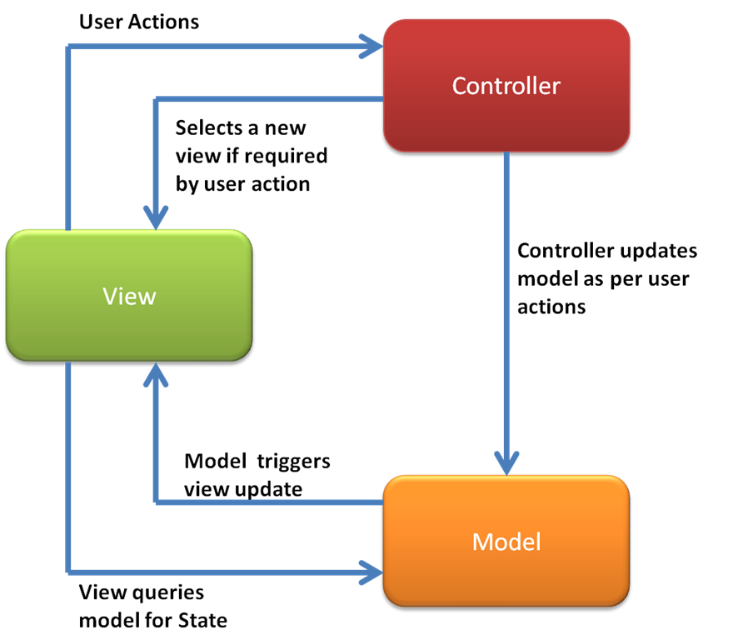 User Actions
Controller
Selects a new
view if required
by user action
Controller updates
model as per user
actions
View
Model triggers
view update
Model
View queries
model for State